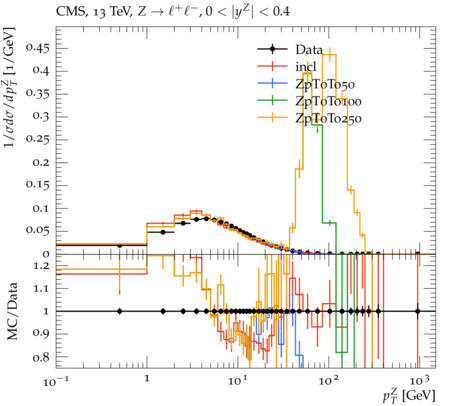 CMS, 13 TeV, Z → ℓ⁺ℓ⁻, 0 < |y^Z| < 0.4
1/σdσ/dp_T^Z [1/GeV]
0.45
0.4
0.35
0.3
0.25
0.2
0.15
0.1
0.05
0
Data
incl
ZpToTo50
ZpToTo100
ZpToTo250
MC/Data
1.2
1.1
1.0
0.9
0.8
10⁻¹ 1 10¹ 10² 10³
p_T^Z [GeV]